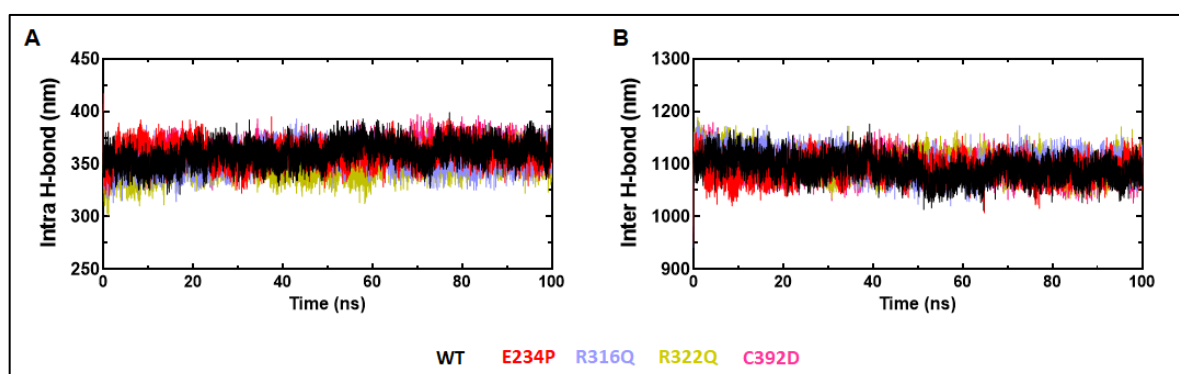 A
Intra H-bond (nm)
450
400
350
300
250
0 20 40 60 80 100
Time (ns)
B
Inter H-bond (nm)
1300
1200
1100
1000
900
0 20 40 60 80 100
Time (ns)
WT E234P R316Q R322Q C392D